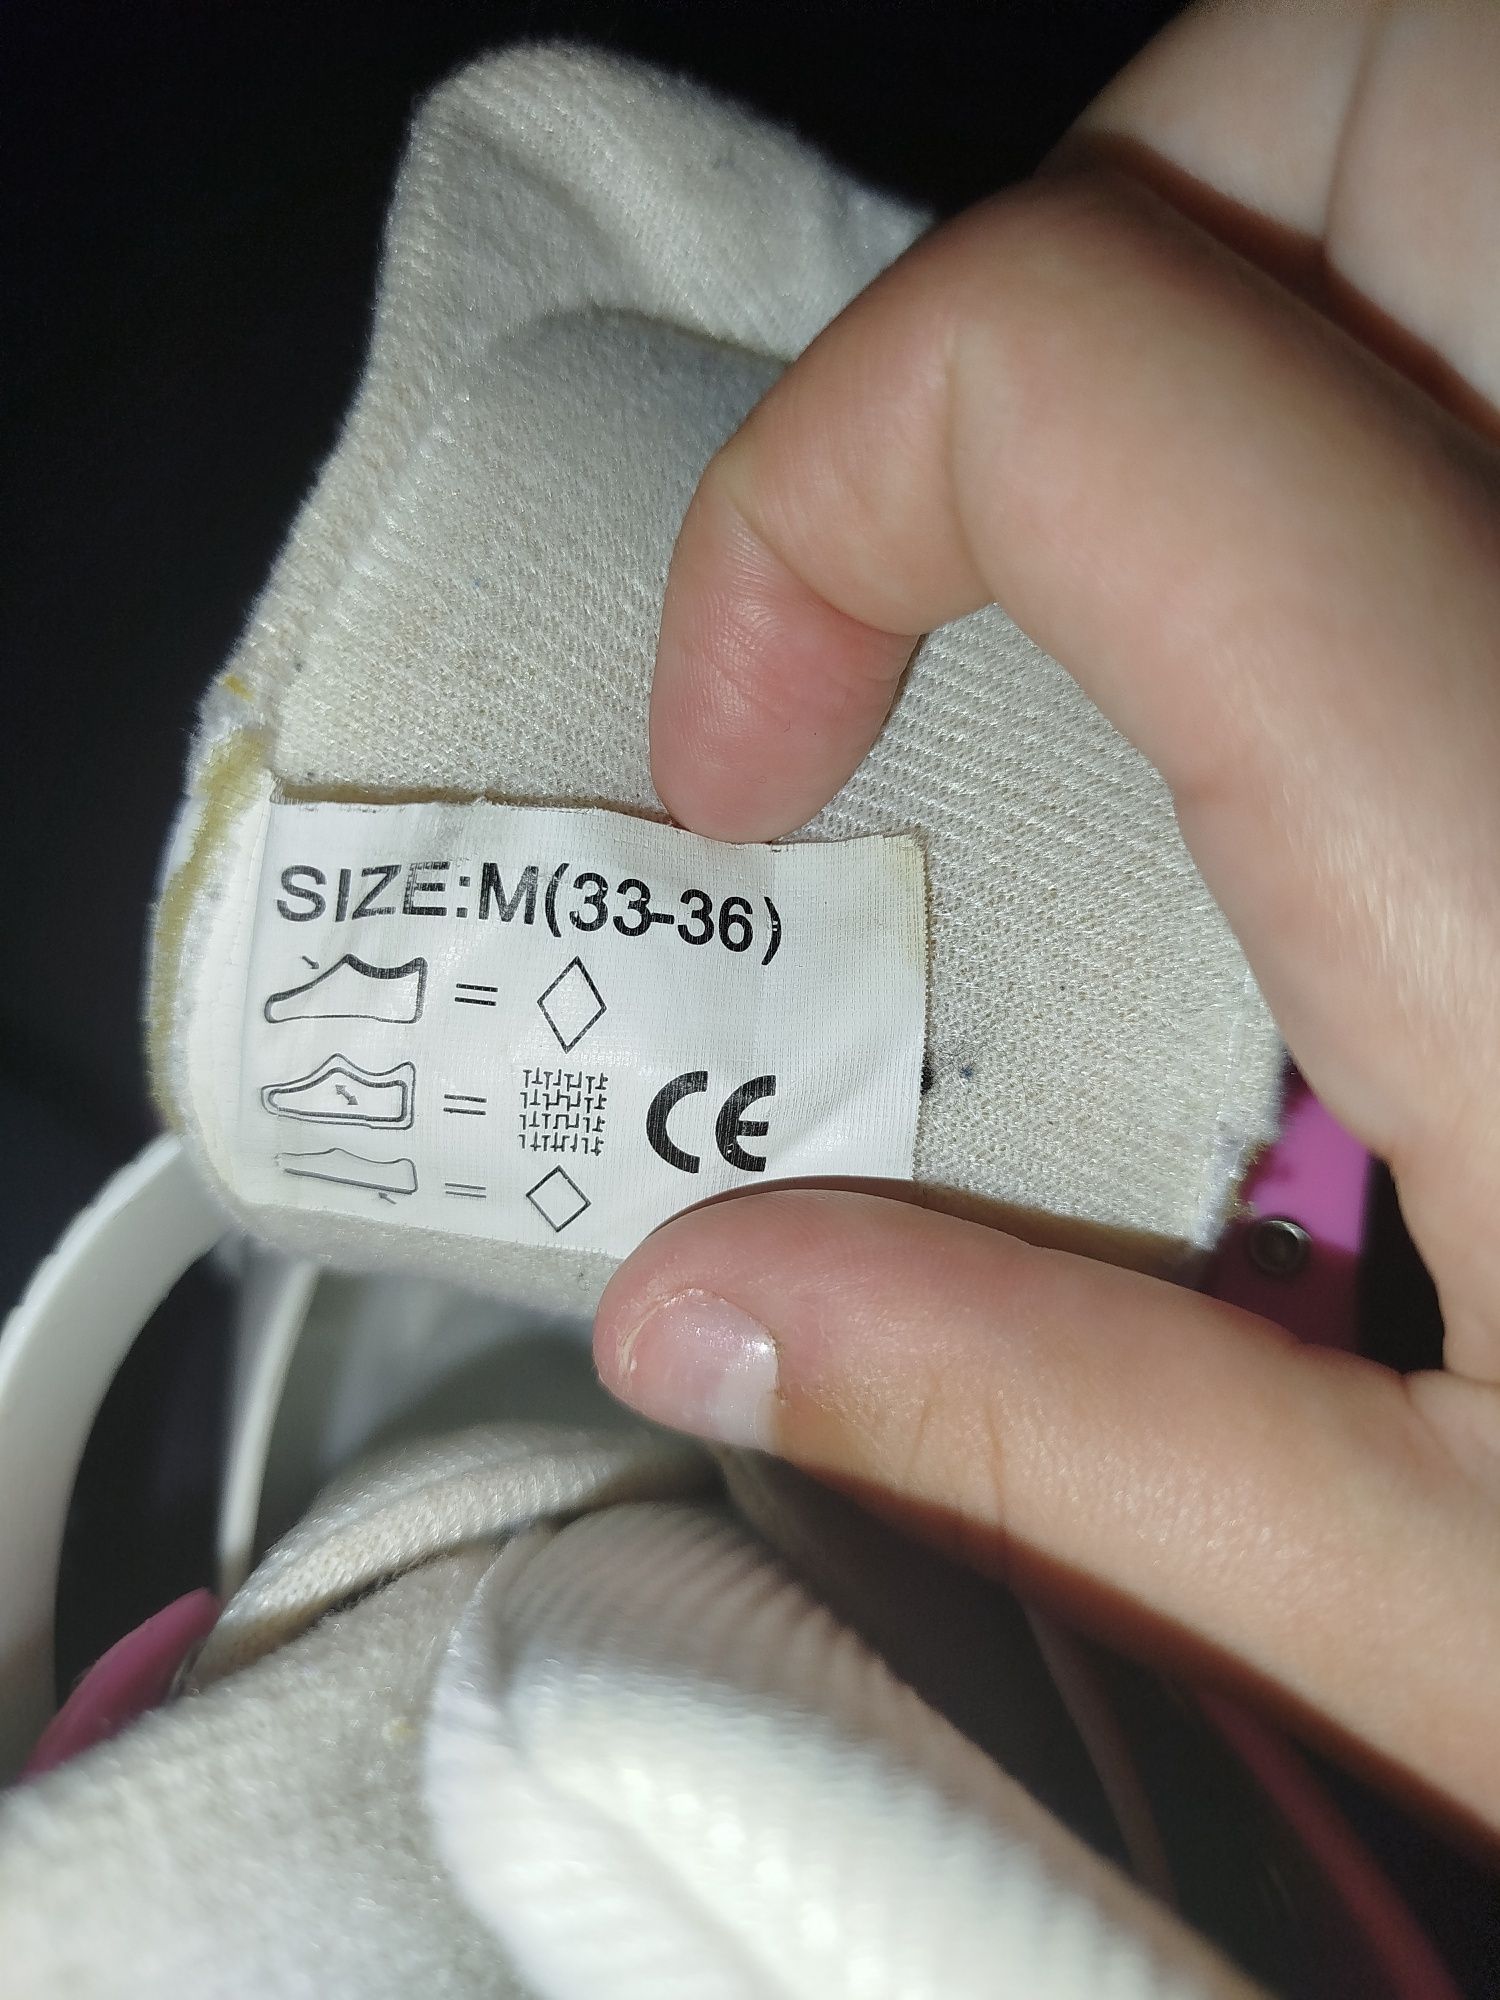 SIZE:M(33-36)
=
= CE
=